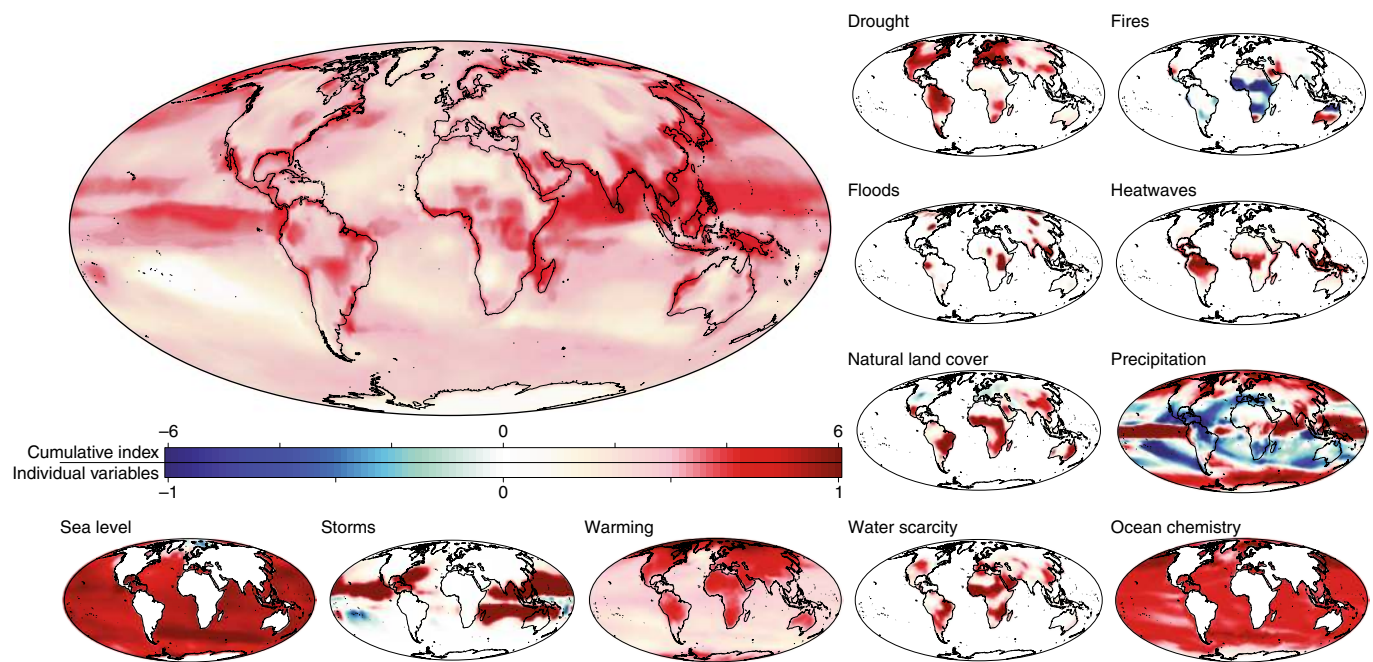 Drought
Fires
Floods
Heatwaves
Natural land cover
Precipitation
–6 0 6
Cumulative index
Individual variables
–1 0 1
Sea level
Storms
Warming
Water scarcity
Ocean chemistry